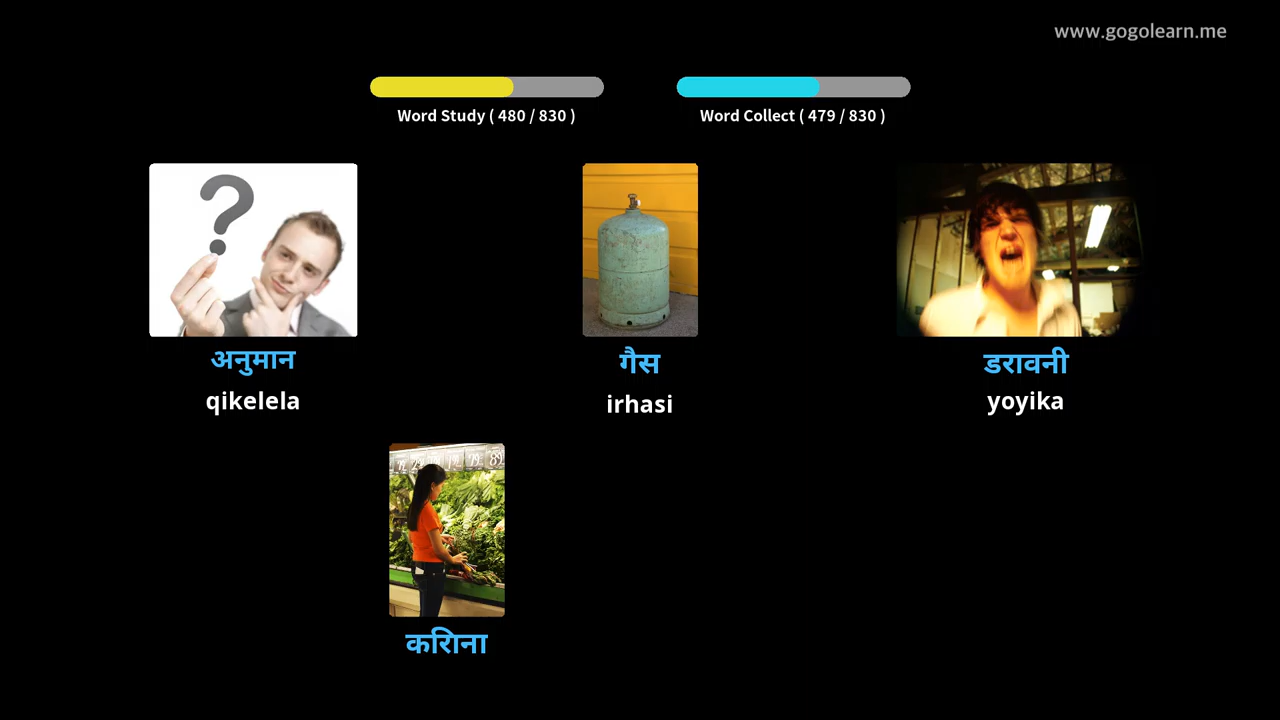 www.gogolearn.me
Word Study ( 480 / 830 )
Word Collect ( 479 / 830 )
अनुमान
गैस
डरावनी
qikelela
irhasi
yoyika
करिाना